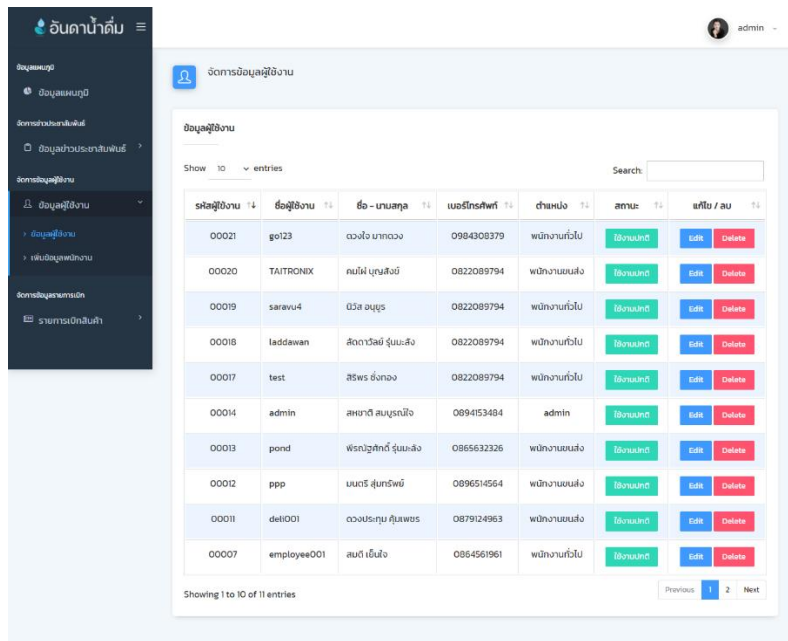 อันดาน้ำดื่ม
admin
ข้อมูลแผนภูมิ
ข้อมูลแผนภูมิ
จัดการข่าวประชาสัมพันธ์
ข้อมูลข่าวประชาสัมพันธ์
จัดการข้อมูลผู้ใช้งาน
ข้อมูลผู้ใช้งาน
ข้อมูลผู้ใช้งาน
เพิ่มข้อมูลพนักงาน
จัดการข้อมูลรายการเบิก
รายการเบิกสินค้า
จัดการข้อมูลผู้ใช้งาน
ข้อมูลผู้ใช้งาน
Show 10 entries Search:
รหัสผู้ใช้งาน ชื่อผู้ใช้งาน ชื่อ - นามสกุล เบอร์โทรศัพท์ ตำแหน่ง สถานะ แก้ไข / ลบ
00021 go123 ดวงใจ มากดวง 0984308379 พนักงานทั่วไป ใช้งานปกติ Edit Delete
00020 TAITRONIX คมไผ่ บุญสังข์ 0822089794 พนักงานขนส่ง ใช้งานปกติ Edit Delete
00019 saravu4 นิวัส อนุยูร 0822089794 พนักงานทั่วไป ใช้งานปกติ Edit Delete
00018 laddawan ลัดดาวัลย์ รุ่นมะลัง 0822089794 พนักงานทั่วไป ใช้งานปกติ Edit Delete
00017 test สิริพร ซึ่งทอง 0822089794 พนักงานทั่วไป ใช้งานปกติ Edit Delete
00014 admin สหชาติ สมบูรณ์ใจ 0894153484 admin ใช้งานปกติ Edit Delete
00013 pond พีรณัฐศักดิ์ รุ่นมะลัง 0865632326 พนักงานขนส่ง ใช้งานปกติ Edit Delete
00012 ppp มนตรี สุ่มทรัพย์ 0896514564 พนักงานขนส่ง ใช้งานปกติ Edit Delete
00011 deli001 ดวงประทุม คุ้มเพชร 0879124963 พนักงานขนส่ง ใช้งานปกติ Edit Delete
00007 employee001 สมดี เย็นใจ 0864561961 พนักงานทั่วไป ใช้งานปกติ Edit Delete
Showing 1 to 10 of 11 entries
Previous 1 2 Next